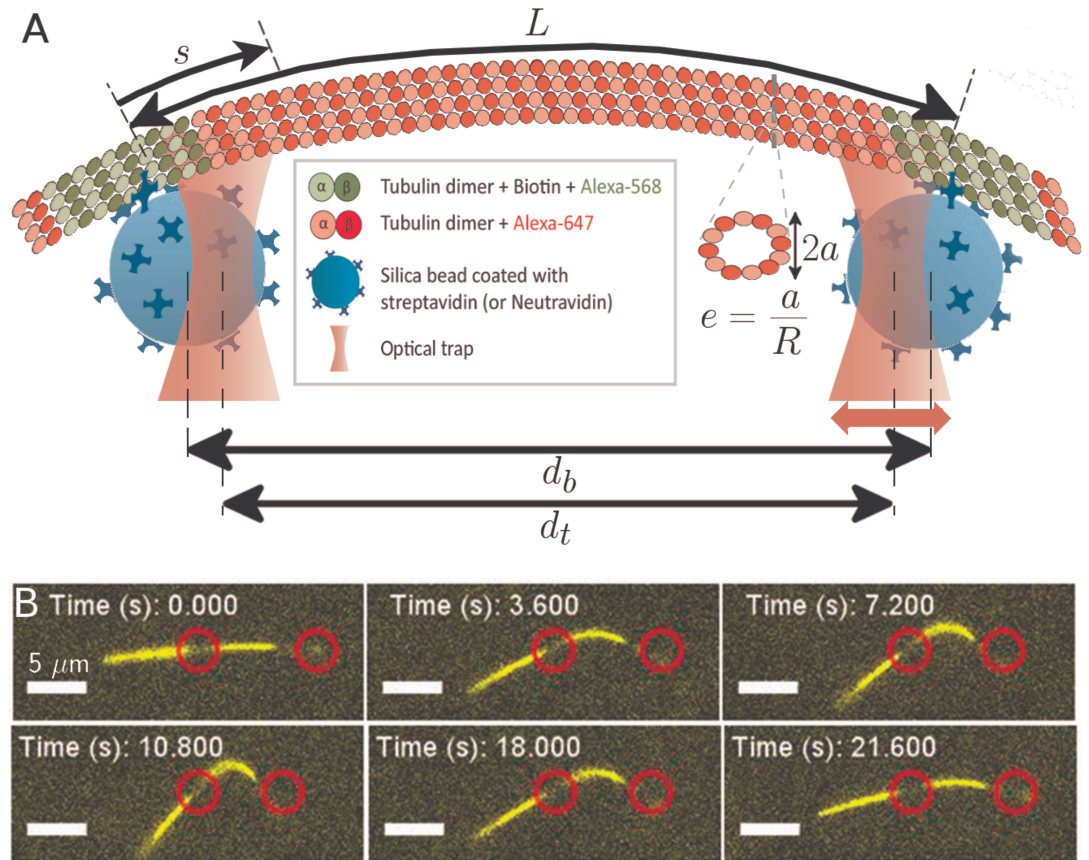 A
s
L
α β Tubulin dimer + Biotin + Alexa-568
α β Tubulin dimer + Alexa-647
Silica bead coated with
streptavidin (or Neutravidin)
Optical trap
2a
e = a/R
d_b
d_t
B
Time (s): 0.000
5 μm
Time (s): 3.600
Time (s): 7.200
Time (s): 10.800
Time (s): 18.000
Time (s): 21.600